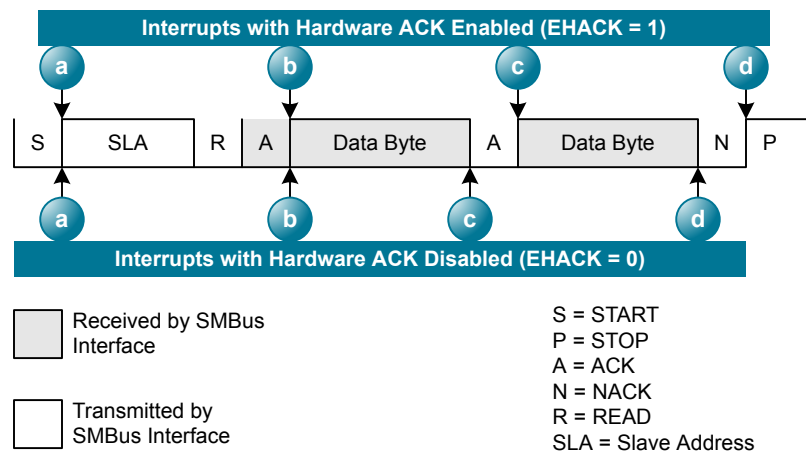 Interrupts with Hardware ACK Enabled (EHACK = 1)
a b c d
S SLA R A Data Byte A Data Byte N P
a b c d
Interrupts with Hardware ACK Disabled (EHACK = 0)
Received by SMBus
Interface
Transmitted by
SMBus Interface
S = START
P = STOP
A = ACK
N = NACK
R = READ
SLA = Slave Address